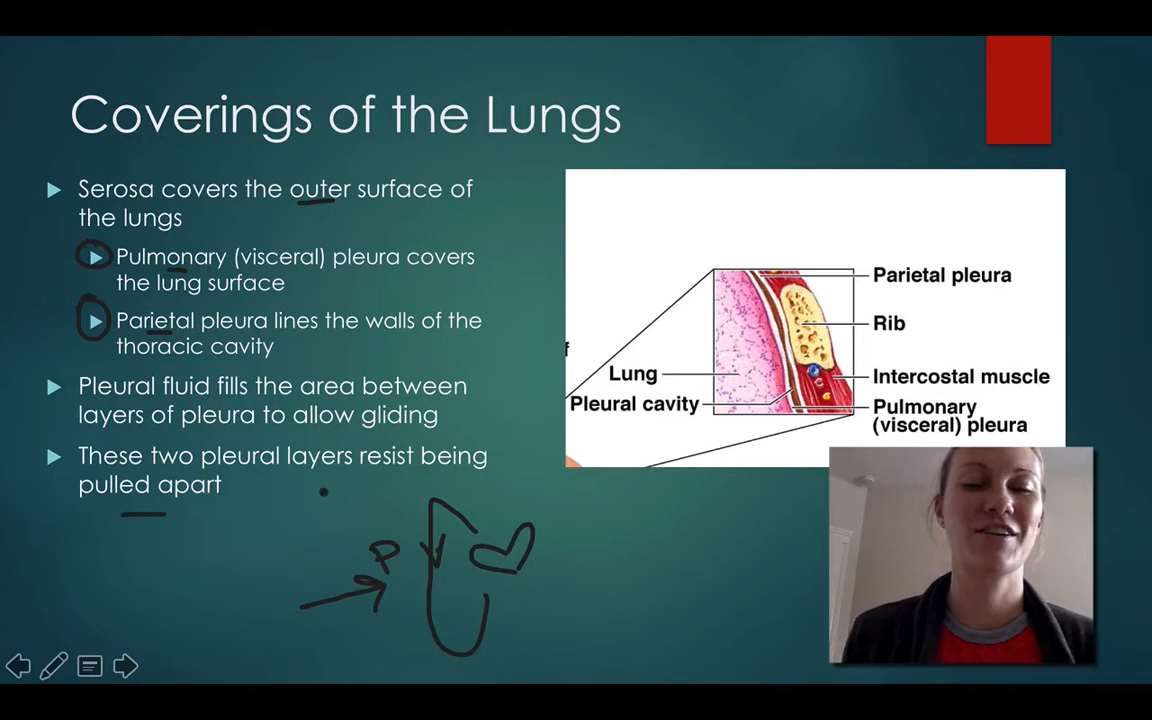 Coverings of the Lungs
Serosa covers the outer surface of
the lungs
Pulmonary (visceral) pleura covers
the lung surface
Parietal pleura lines the walls of the
thoracic cavity
Pleural fluid fills the area between
layers of pleura to allow gliding
These two pleural layers resist being
pulled apart
P
V
f
Parietal pleura
Rib
Lung
Intercostal muscle
Pleural cavity
Pulmonary
(visceral) pleura